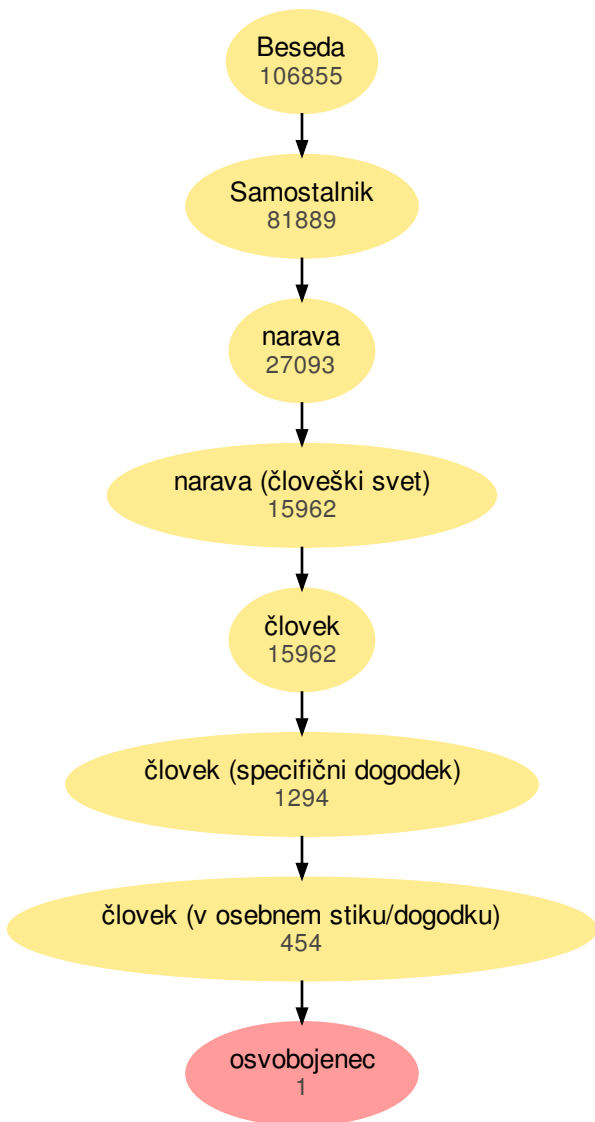 Beseda
106855
Samostalnik
81889
narava
27093
narava (človeški svet)
15962
človek
15962
človek (specifični dogodek)
1294
človek (v osebnem stiku/dogodku)
454
osvobojenec
1